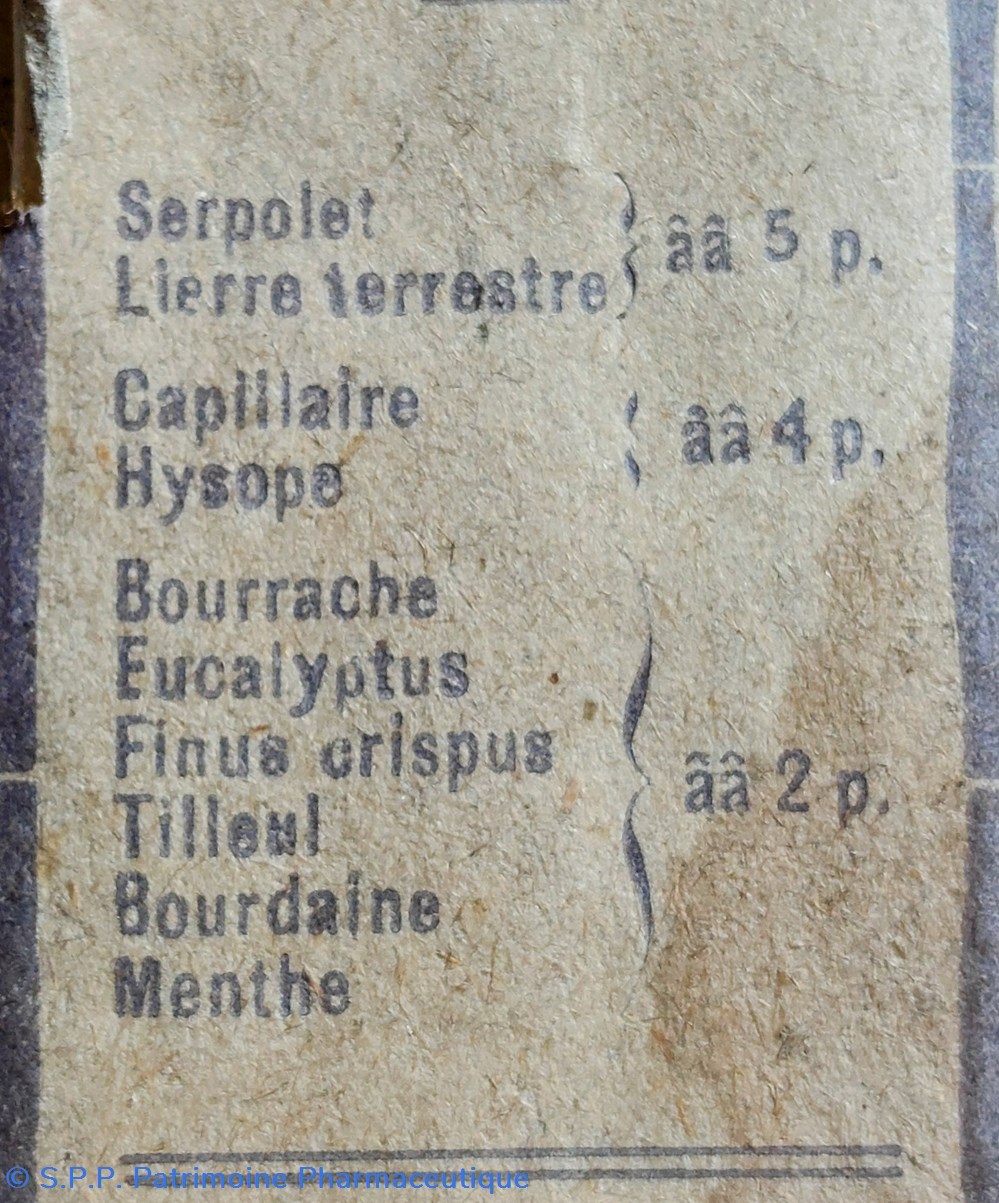 Serpolet
Lierre terrestre
ââ 5 p.
Capillaire
Hysope
ââ 4 p.
Bourrache
Eucalyptus
Finus crispus
Tilleul
Bourdaine
Menthe
ââ 2 p.
© S.P.P. Patrimoine Pharmaceutique